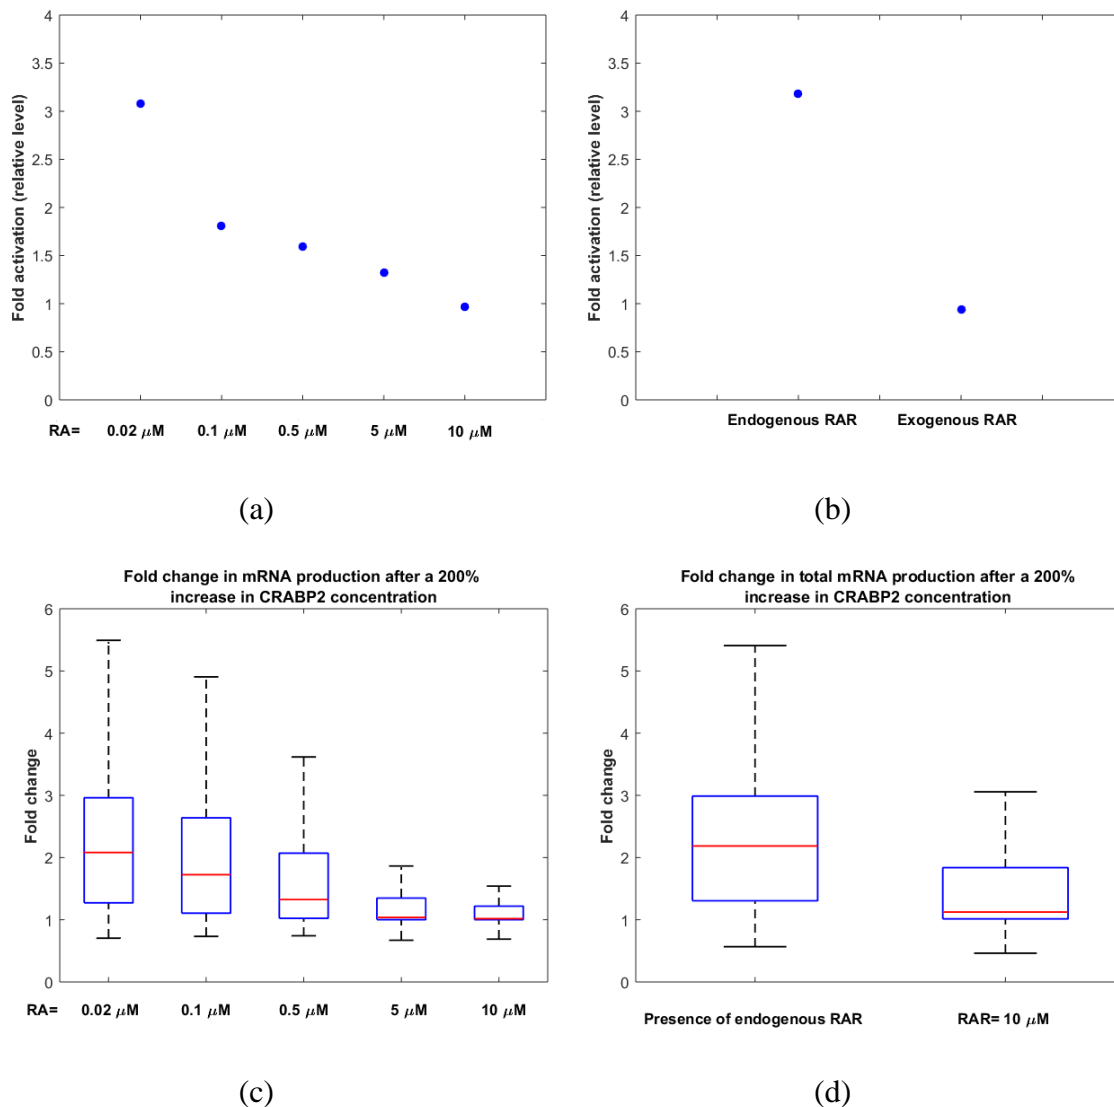 Fold activation (relative level)
4
3.5
3
2.5
2
1.5
1
0.5
0
RA= 0.02 μM 0.1 μM 0.5 μM 5 μM 10 μM
(a)
Fold activation (relative level)
4
3.5
3
2.5
2
1.5
1
0.5
0
Endogenous RAR Exogenous RAR
(b)
Fold change in mRNA production after a 200%
increase in CRABP2 concentration
Fold change
6
5
4
3
2
1
0
RA= 0.02 μM 0.1 μM 0.5 μM 5 μM 10 μM
(c)
Fold change in total mRNA production after a 200%
increase in CRABP2 concentration
Fold change
6
5
4
3
2
1
0
Presence of endogenous RAR RAR= 10 μM
(d)